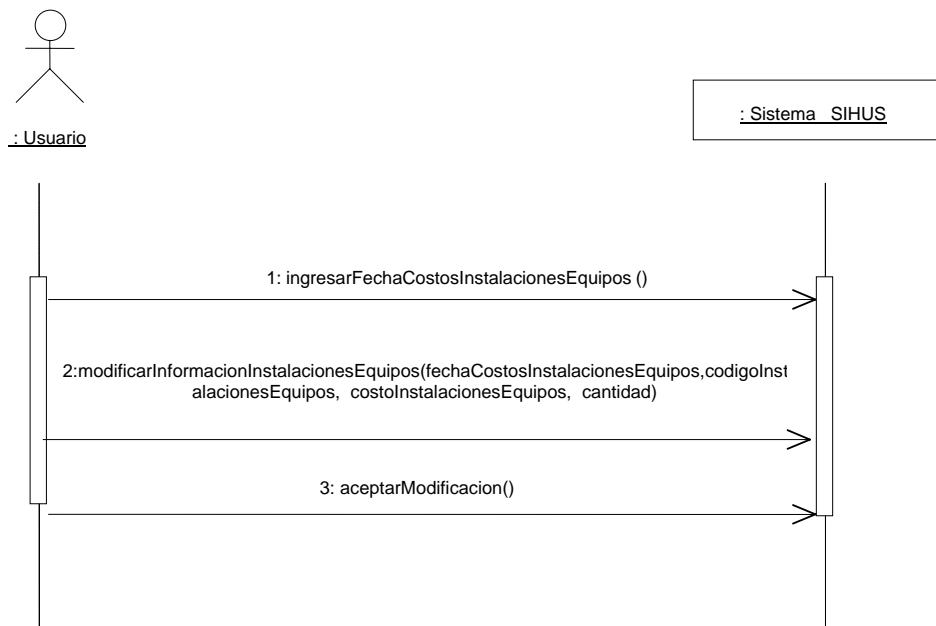 : Usuario
: Sistema SIHUS
1: ingresarFechaCostosInstalacionesEquipos ()
2:modificarInformacionInstalacionesEquipos(fechaCostosInstalacionesEquipos,codigoInst
alacionesEquipos, costoInstalacionesEquipos, cantidad)
3: aceptarModificacion()